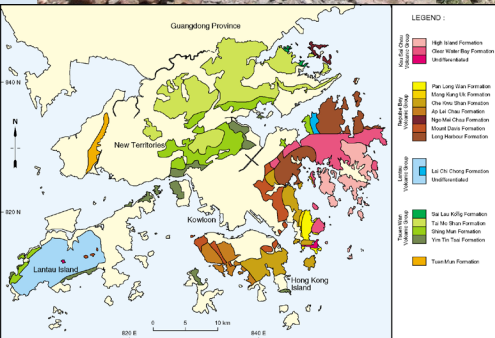 Guangdong Province
840 N
New Territories
N
820 N
Kowloon
Lantau Island
Hong Kong
Island
0 5 10 km
820 E
840 E
LEGEND :
Kau Sai Chau
Volcanic Group
High Island Formation
Clear Water Bay Formation
Undifferentiated
Repulse Bay
Volcanic Group
Pan Long Wan Formation
Mang Kung Uk Formation
Che Kwu Shan Formation
Ap Lei Chau Formation
Ngo Mei Chau Formation
Mount Davis Formation
Long Harbour Formation
Lantau
Volcanic Group
Lai Chi Chong Formation
Undifferentiated
Tsuen Wan
Volcanic Group
Sai Lau Kong Formation
Tai Mo Shan Formation
Shing Mun Formation
Yim Tin Tsai Formation
Tuen Mun Formation